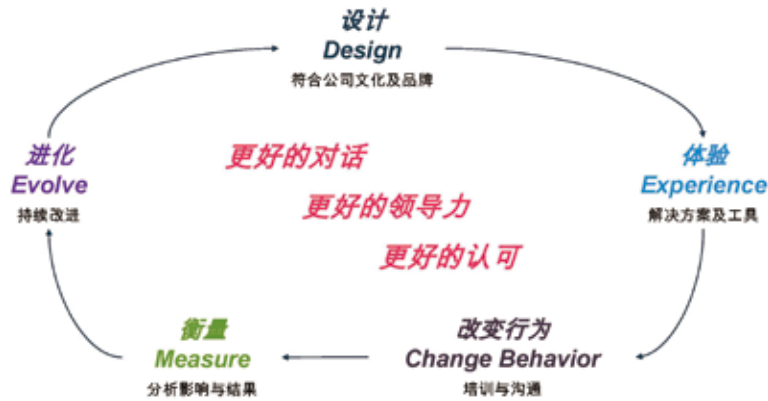 设计
Design
符合公司文化及品牌
进化
Evolve
持续改进
更好的对话
更好的领导力
更好的认可
体验
Experience
解决方案及工具
衡量
Measure
分析影响与结果
改变行为
Change Behavior
培训与沟通